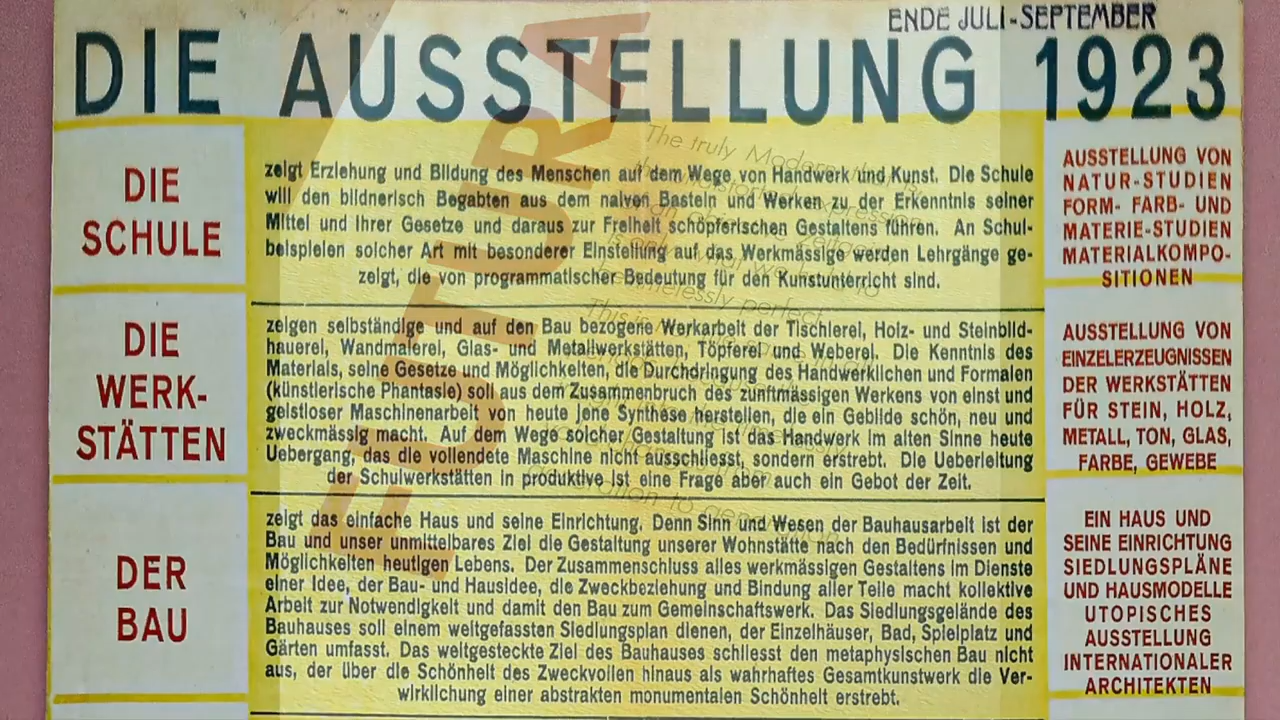 ENDE JULI-SEPTEMBER
DIE AUSSTELLUNG 1923
DIE
SCHULE
zeigt Erziehung und Bildung des Menschen auf dem Wege von Handwerk und Kunst. Die Schule
will den bildnerisch Begabten aus dem naiven Basteln und Werken zu der Erkenntnis seiner
Mittel und ihrer Gesetze und daraus zur Freiheit schöpferischen Gestaltens führen. An Schul-
beispielen solcher Art mit besonderer Einstellung auf das Werkmässige werden Lehrgänge ge-
zeigt, die von programmatischer Bedeutung für den Kunstunterricht sind.
AUSSTELLUNG VON
NATUR-STUDIEN
FORM- FARB- UND
MATERIE-STUDIEN
MATERIALKOMPO-
SITIONEN
DIE
WERK-
STÄTTEN
zeigen selbständige und auf den Bau bezogene Werkarbeit der Tischlerei, Holz- und Steinbild-
hauerei, Wandmalerei, Glas- und Metallwerkstätten, Töpferei und Weberei. Die Kenntnis des
Materials, seine Gesetze und Möglichkeiten, die Durchdringung des Handwerklichen und Formalen
(künstlerische Phantasie) soll aus dem Zusammenbruch des zünftmässigen Werkens von einst und
geistloser Maschinenarbeit von heute jene Synthese herstellen, die ein Gebilde schön, neu und
zweckmässig macht. Auf dem Wege solcher Gestaltung ist das Handwerk im alten Sinne heute
Uebergang, das die vollendete Maschine nicht ausschliesst, sondern erstrebt. Die Ueberleitung
der Schulwerkstätten in produktive ist eine Frage aber auch ein Gebot der Zeit.
AUSSTELLUNG VON
EINZELERZEUGNISSEN
DER WERKSTÄTTEN
FÜR STEIN, HOLZ,
METALL, TON, GLAS,
FARBE, GEWEBE
DER
BAU
zeigt das einfache Haus und seine Einrichtung. Denn Sinn und Wesen der Bauhausarbeit ist der
Bau und unser unmittelbares Ziel die Gestaltung unserer Wohnstätte nach den Bedürfnissen und
Möglichkeiten heutigen Lebens. Der Zusammenschluss alles werkmässigen Gestaltens im Dienste
einer Idee, der Bau- und Hausidee, die Zweckbeziehung und Bindung aller Teile macht kollektive
Arbeit zur Notwendigkeit und damit den Bau zum Gemeinschaftswerk. Das Siedlungsgelände des
Bauhauses soll einem weitgefassten Siedlungsplan dienen, der Einzelhäuser, Bad, Spielplatz und
Gärten umfasst. Das weitgesteckte Ziel des Bauhauses schliesst den metaphysischen Bau nicht
aus, der über die Schönheit des Zweckvollen hinaus als wahrhaftes Gesamtkunstwerk die Ver-
wirklichung einer abstrakten monumentalen Schönheit erstrebt.
EIN HAUS UND
SEINE EINRICHTUNG
SIEDLUNGSPLÄNE
UND HAUSMODELLE
UTOPISCHES
AUSSTELLUNG
INTERNATIONALER
ARCHITEKTEN
FUTURA
The truly Modern
expression
timelessly perfect
This is
generation to generation